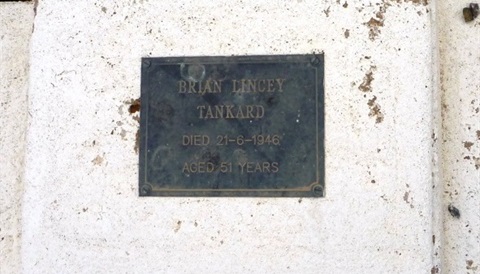 BRIAN LINCEY
TANKARD
DIED 21-6-1946
AGED 51 YEARS